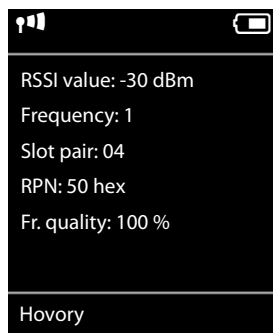 RSSI value: -30 dBm
Frequency: 1
Slot pair: 04
RPN: 50 hex
Fr. quality: 100 %
Hovory